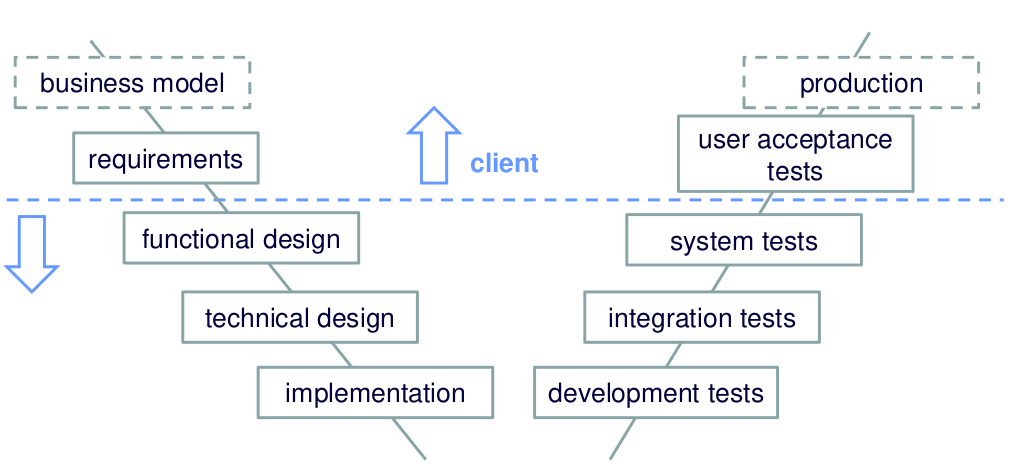 business model
production
requirements
user acceptance
tests
client
functional design
system tests
technical design
integration tests
implementation
development tests